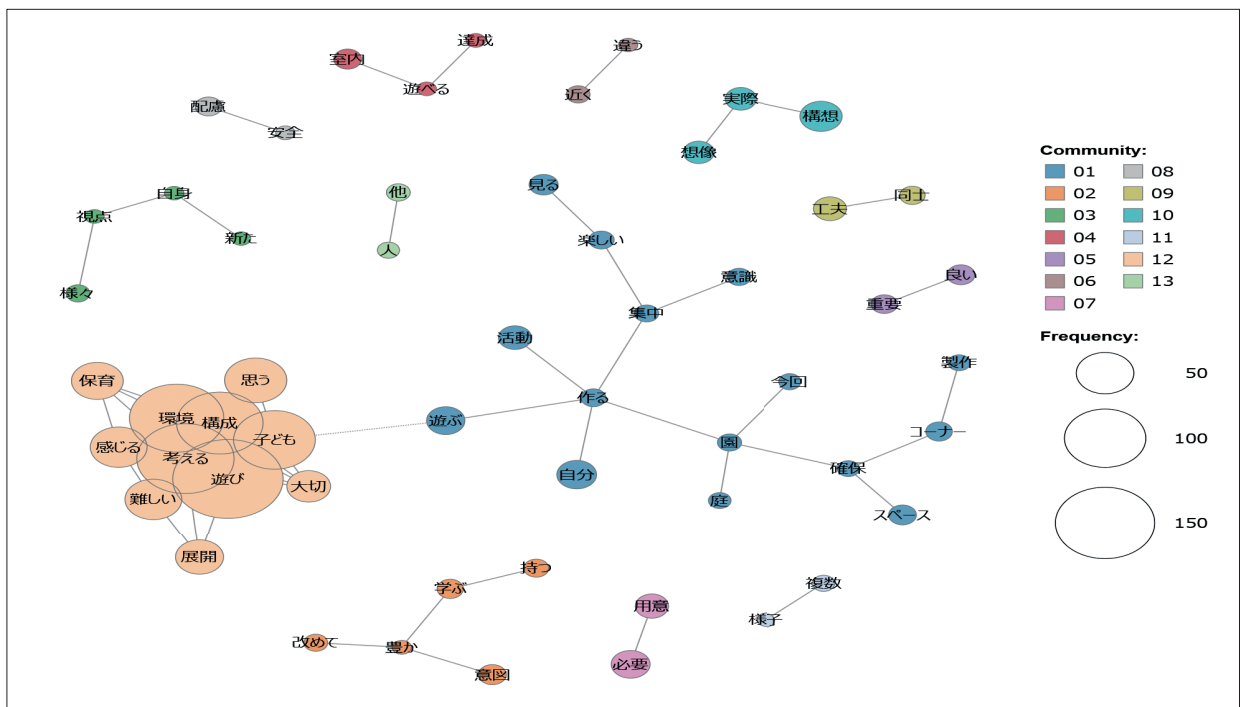 達成
室内
遊べる
違う
近く
配慮
安全
実際
構想
想像
自身
視点
新た
様々
他
人
見る
楽しい
意識
集中
活動
作る
遊ぶ
自分
今回
園
庭
確保
コーナー
製作
スペース
工夫
同士
良い
重要
保育
思う
環境
構成
子ども
感じる
考える
遊び
大切
難しい
展開
持つ
学ぶ
改めて
豊か
意図
用意
必要
複数
様子
Community:
01
02
03
04
05
06
07
08
09
10
11
12
13
Frequency:
50
100
150